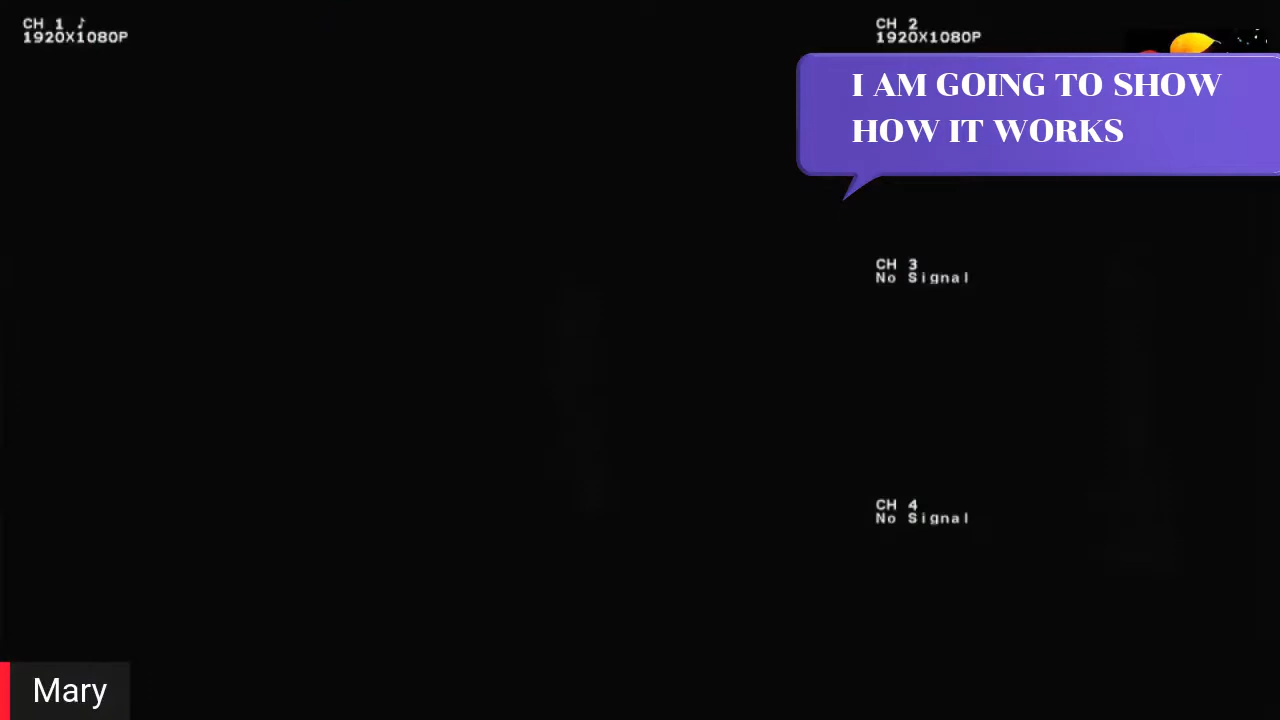 CH 1 ♪
1920X1080P
CH 2
1920X1080P
I AM GOING TO SHOW
HOW IT WORKS
CH 3
No Signal
CH 4
No Signal
Mary